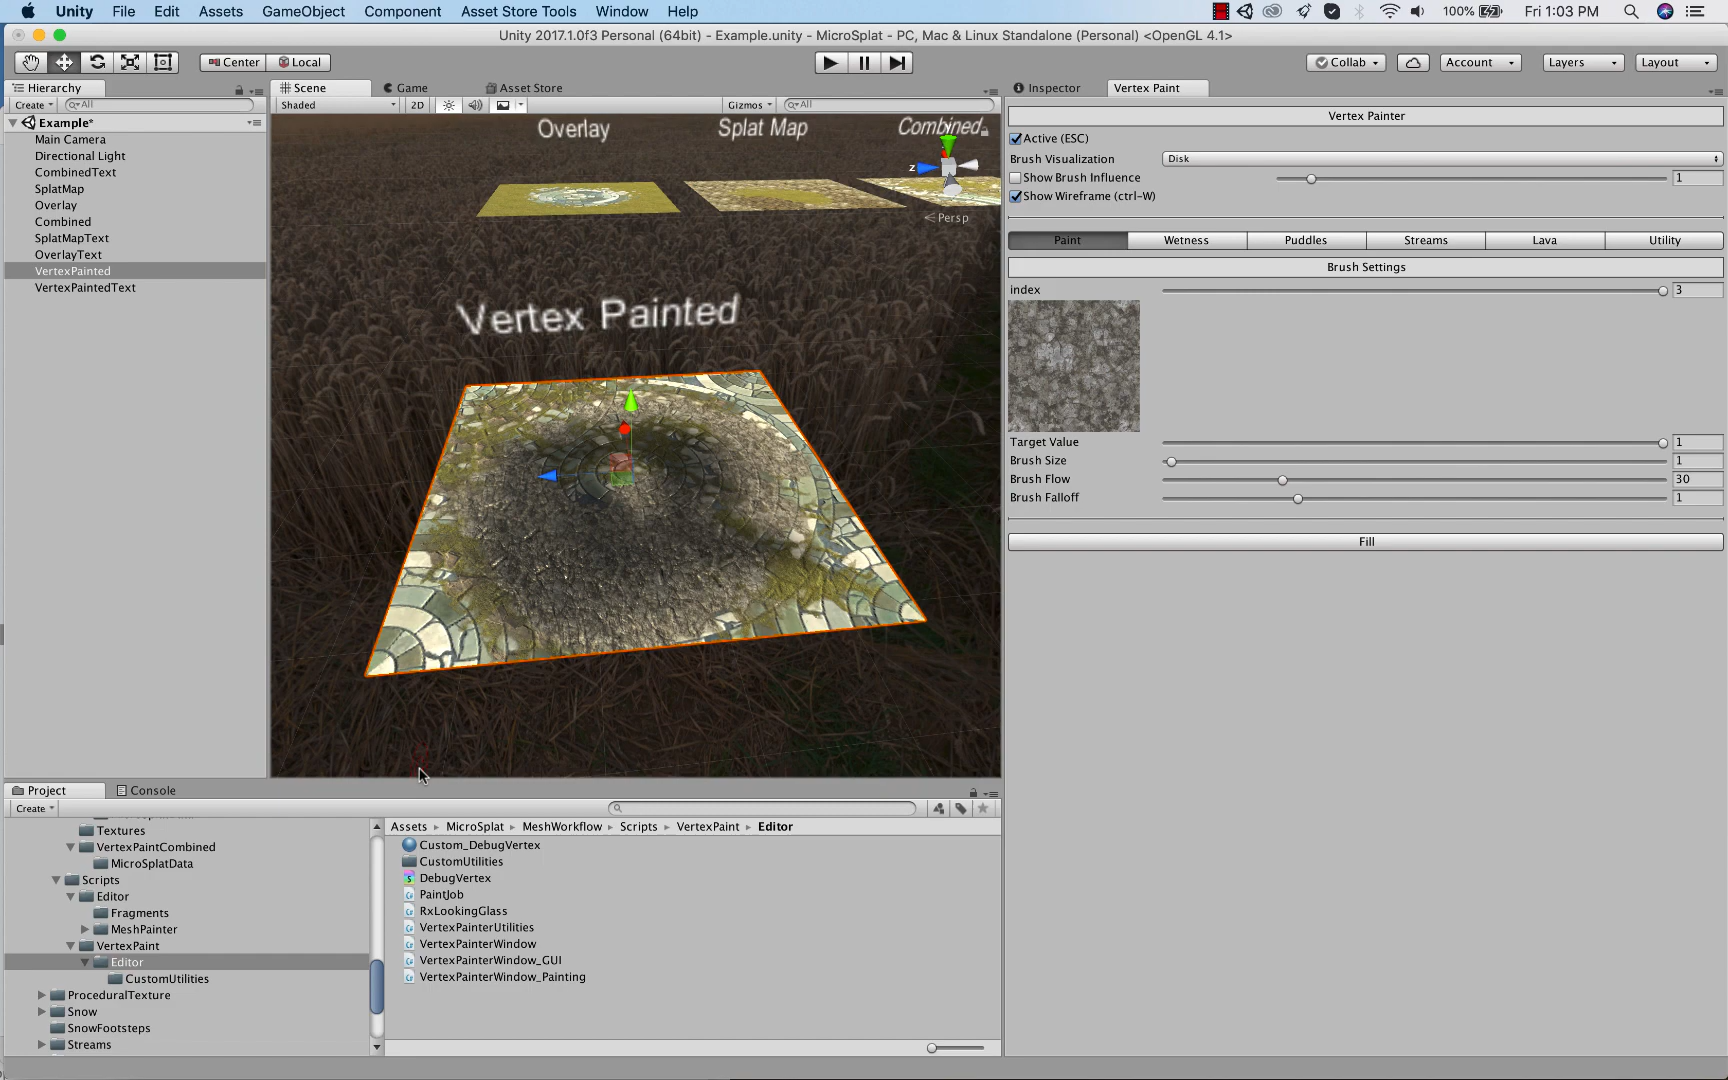 Unity File Edit Assets GameObject Component Asset Store Tools Window Help 100% Fri 1:03 PM
Unity 2017.1.0f3 Personal (64bit) - Example.unity - MicroSplat - PC, Mac & Linux Standalone (Personal) <OpenGL 4.1>
Center Local Collab Account Layers Layout
Hierarchy
Create All
Example*
Main Camera
Directional Light
CombinedText
SplatMap
Overlay
Combined
SplatMapText
OverlayText
VertexPainted
VertexPaintedText
Scene Game Asset Store
Shaded 2D Gizmos All
Overlay Splat Map Combined
z
Persp
Vertex Painted
Inspector Vertex Paint
Vertex Painter
Active (ESC)
Brush Visualization Disk
Show Brush Influence 1
Show Wireframe (ctrl-W)
Paint Wetness Puddles Streams Lava Utility
Brush Settings
index 3
Target Value 1
Brush Size 1
Brush Flow 30
Brush Falloff 1
Fill
Project Console
Create
Textures
VertexPaintCombined
MicroSplatData
Scripts
Editor
Fragments
MeshPainter
VertexPaint
Editor
CustomUtilities
ProceduralTexture
Snow
SnowFootsteps
Streams
Assets MicroSplat MeshWorkflow Scripts VertexPaint Editor
Custom_DebugVertex
CustomUtilities
DebugVertex
PaintJob
RxLookingGlass
VertexPainterUtilities
VertexPainterWindow
VertexPainterWindow_GUI
VertexPainterWindow_Painting